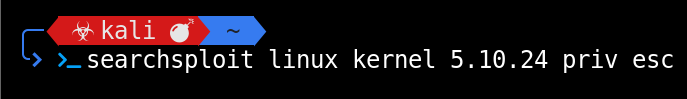 ☣ kali 💣 ~
❯ >_ searchsploit linux kernel 5.10.24 priv esc